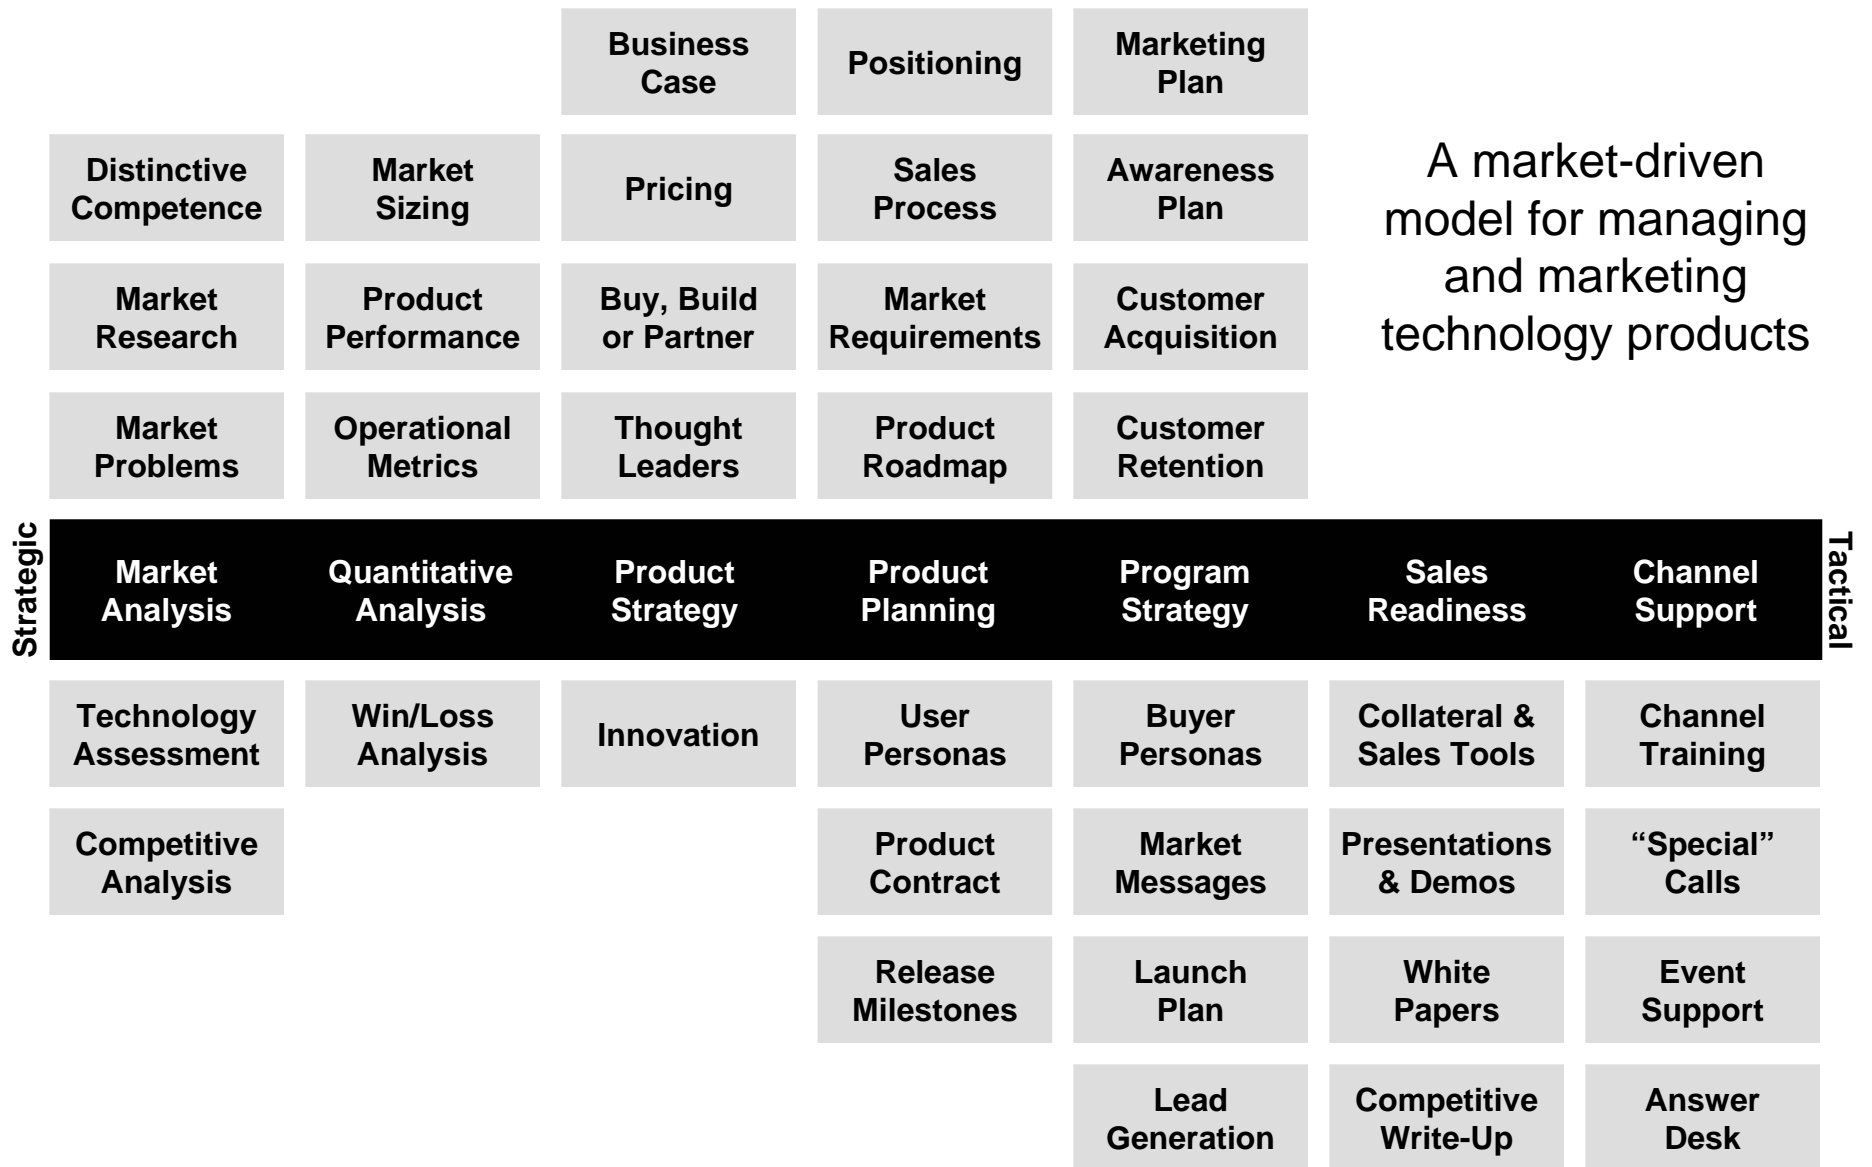 Business
Case
Positioning
Marketing
Plan
Distinctive
Competence
Market
Sizing
Pricing
Sales
Process
Awareness
Plan
A market-driven
model for managing
and marketing
technology products
Market
Research
Product
Performance
Buy, Build
or Partner
Market
Requirements
Customer
Acquisition
Market
Problems
Operational
Metrics
Thought
Leaders
Product
Roadmap
Customer
Retention
Strategic
Market
Analysis
Quantitative
Analysis
Product
Strategy
Product
Planning
Program
Strategy
Sales
Readiness
Channel
Support
Tactical
Technology
Assessment
Win/Loss
Analysis
Innovation
User
Personas
Buyer
Personas
Collateral &
Sales Tools
Channel
Training
Competitive
Analysis
Product
Contract
Market
Messages
Presentations
& Demos
“Special”
Calls
Release
Milestones
Launch
Plan
White
Papers
Event
Support
Lead
Generation
Competitive
Write-Up
Answer
Desk